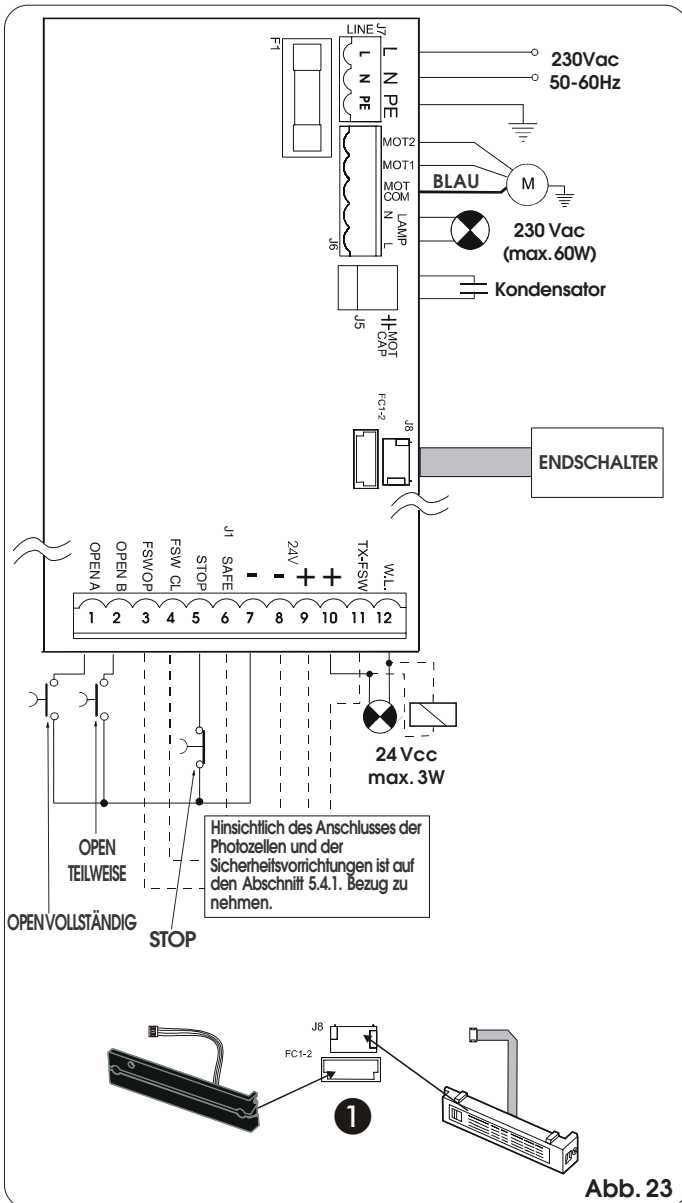 LINE J7
F1
L
N
PE
L
N
PE
230Vac
50-60Hz
MOT2
MOT1
MOT
COM
BLAU
M
N
LAMP
L
J6
230 Vac
(max. 60W)
Kondensator
J5
MOT
CAP
FC1-2
J8
ENDSCHALTER
J1
OPEN A
OPEN B
FSW OP
FSW CL
STOP
SAFE
-
-
24V
+
+
TX-FSW
W.L.
1 2 3 4 5 6 7 8 9 10 11 12
24 Vcc
max. 3W
OPEN
TEILWEISE
OPEN VOLLSTÄNDIG
STOP
Hinsichtlich des Anschlusses der
Photozellen und der
Sicherheitsvorrichtungen ist auf
den Abschnitt 5.4.1. Bezug zu
nehmen.
J8
FC1-2
1
Abb. 23